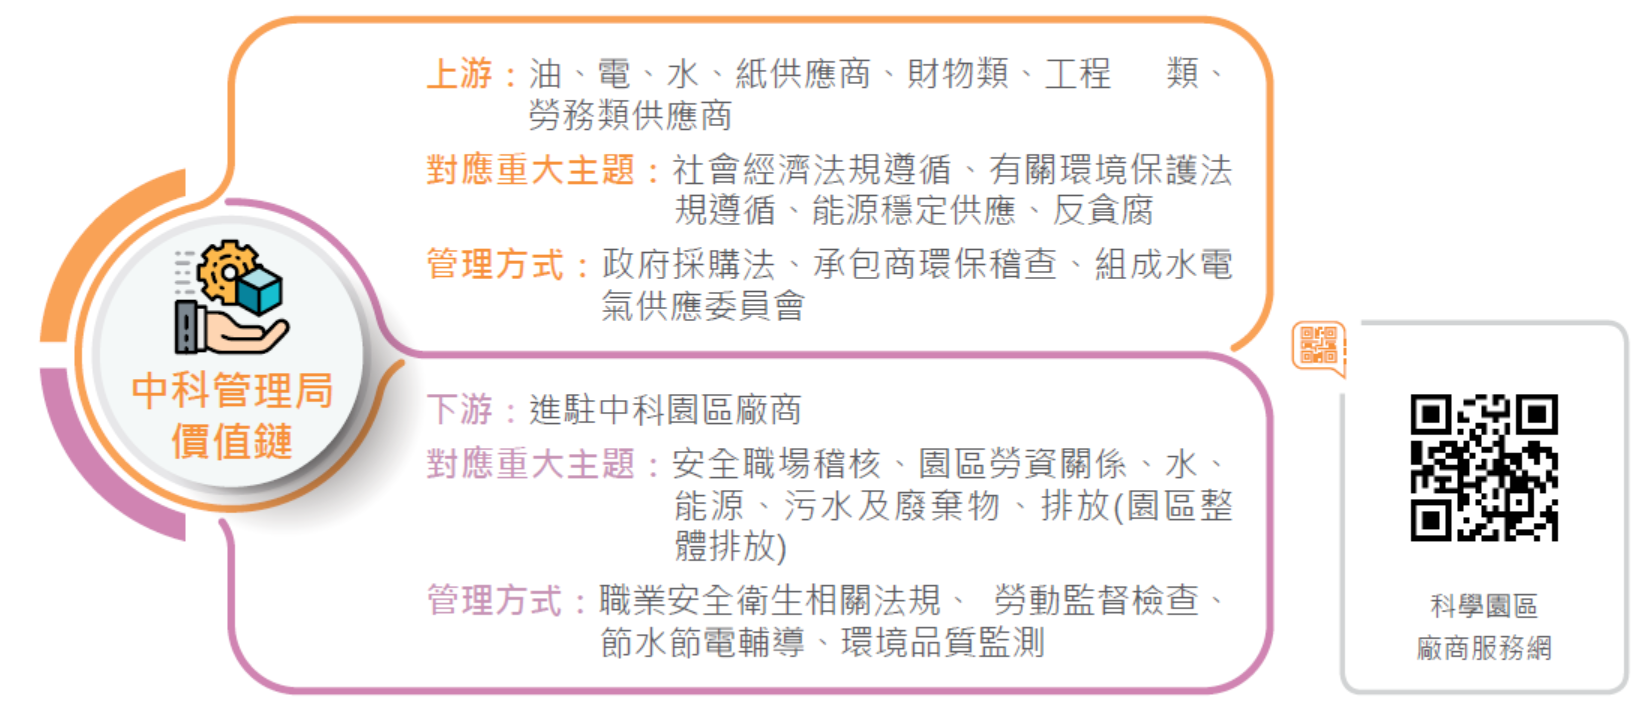 中科管理局
價值鏈
上游：油、電、水、紙供應商、財物類、工程 類、
勞務類供應商
對應重大主題：社會經濟法規遵循、有關環境保護法
規遵循、能源穩定供應、反貪腐
管理方式：政府採購法、承包商環保稽查、組成水電
氣供應委員會
下游：進駐中科園區廠商
對應重大主題：安全職場稽核、園區勞資關係、水、
能源、污水及廢棄物、排放(園區整
體排放)
管理方式：職業安全衛生相關法規、 勞動監督檢查、
節水節電輔導、環境品質監測
科學園區
廠商服務網